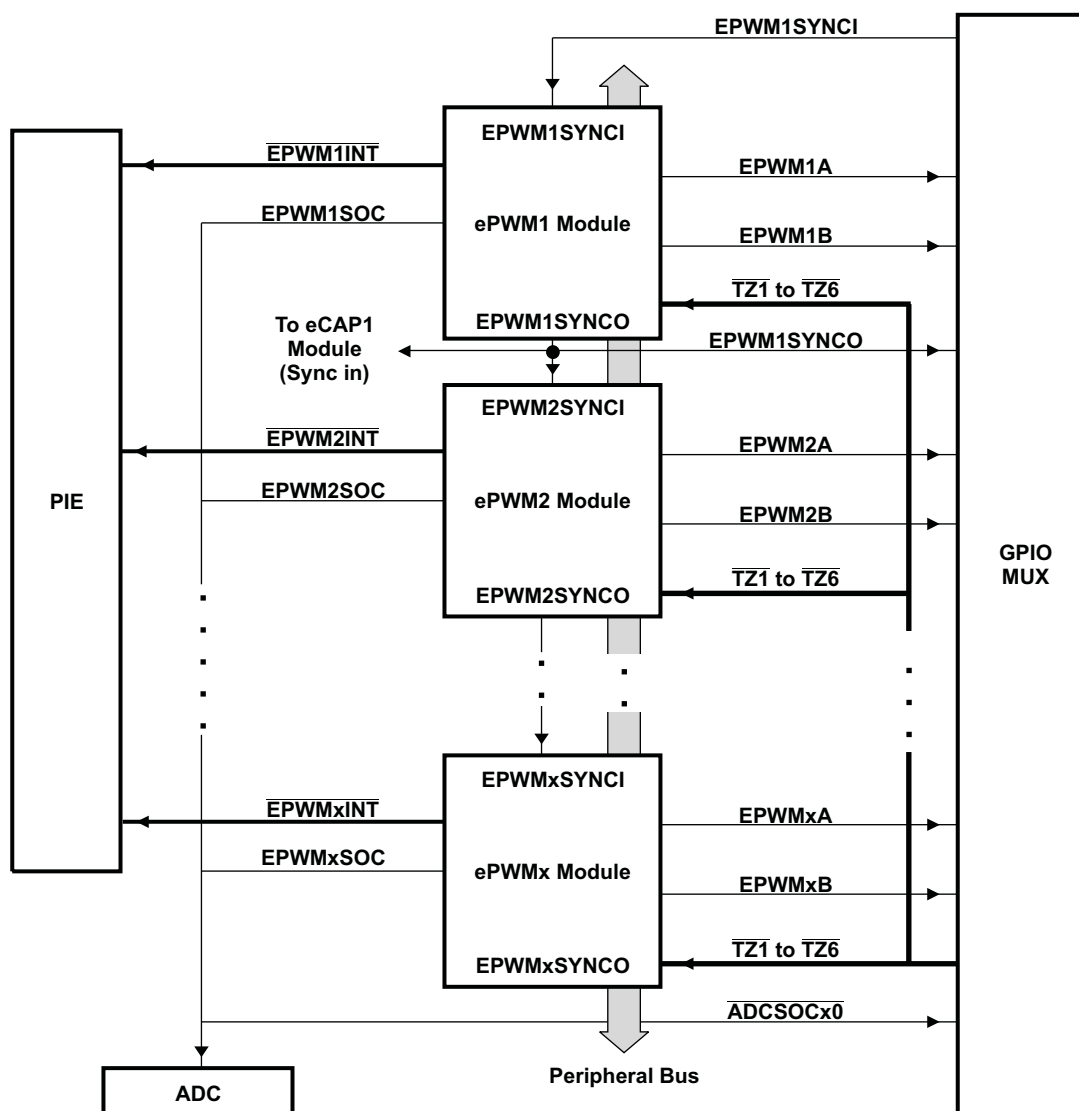 EPWM1SYNCI
EPWM1SYNCI
EPWM1INT
EPWM1A
EPWM1SOC
ePWM1 Module
EPWM1B
TZ1 to TZ6
To eCAP1
Module
(Sync in)
EPWM1SYNCO
EPWM1SYNCO
EPWM2SYNCI
EPWM2INT
EPWM2A
PIE
EPWM2SOC
ePWM2 Module
EPWM2B
GPIO
MUX
TZ1 to TZ6
EPWM2SYNCO
EPWMxSYNCI
EPWMxINT
EPWMxA
EPWMxSOC
ePWMx Module
EPWMxB
TZ1 to TZ6
EPWMxSYNCO
ADCSOCx0
Peripheral Bus
ADC